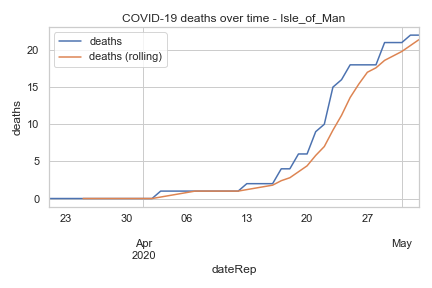 COVID-19 deaths over time - Isle_of_Man
deaths
deaths (rolling)
deaths
20
15
10
5
0
23 30 06 13 20 27
Apr May
2020
dateRep